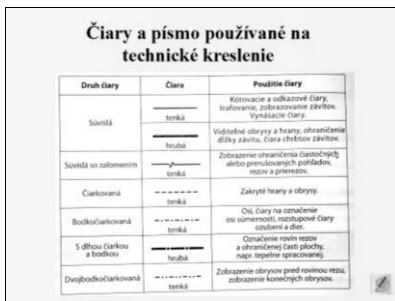 Čiary a písmo používané na
technické kreslenie
Druh čiary Čiara Použitie čiary
Súvislá tenká Kótovacie a odkazové čiary,
šrafovanie, zobrazovanie závitov.
Vynášacie čiary.
hrubá Viditeľné obrysy a hrany, ohraničenie
dĺžky závitu, čiara chrbtov závitov.
Súvislá so zalomením tenká Zobrazenie ohraničenia čiastočných
alebo prerušovaných pohľadov,
rezov a prierezov.
Čiarkovaná tenká Zakryté hrany a obrysy.
Bodkočiarkovaná tenká Osi, čiary na označenie
osi súmernosti, rozstupové čiary
ozubení a dier.
S dlhou čiarkou
a bodkou hrubá Označenie rovín rezov
a ohraničenej časti plochy,
napr. tepelne spracovanej.
Dvojbodkočiarkovaná tenká Zobrazenie obrysov pred rovinou rezu,
zobrazenie konečných obrysov.